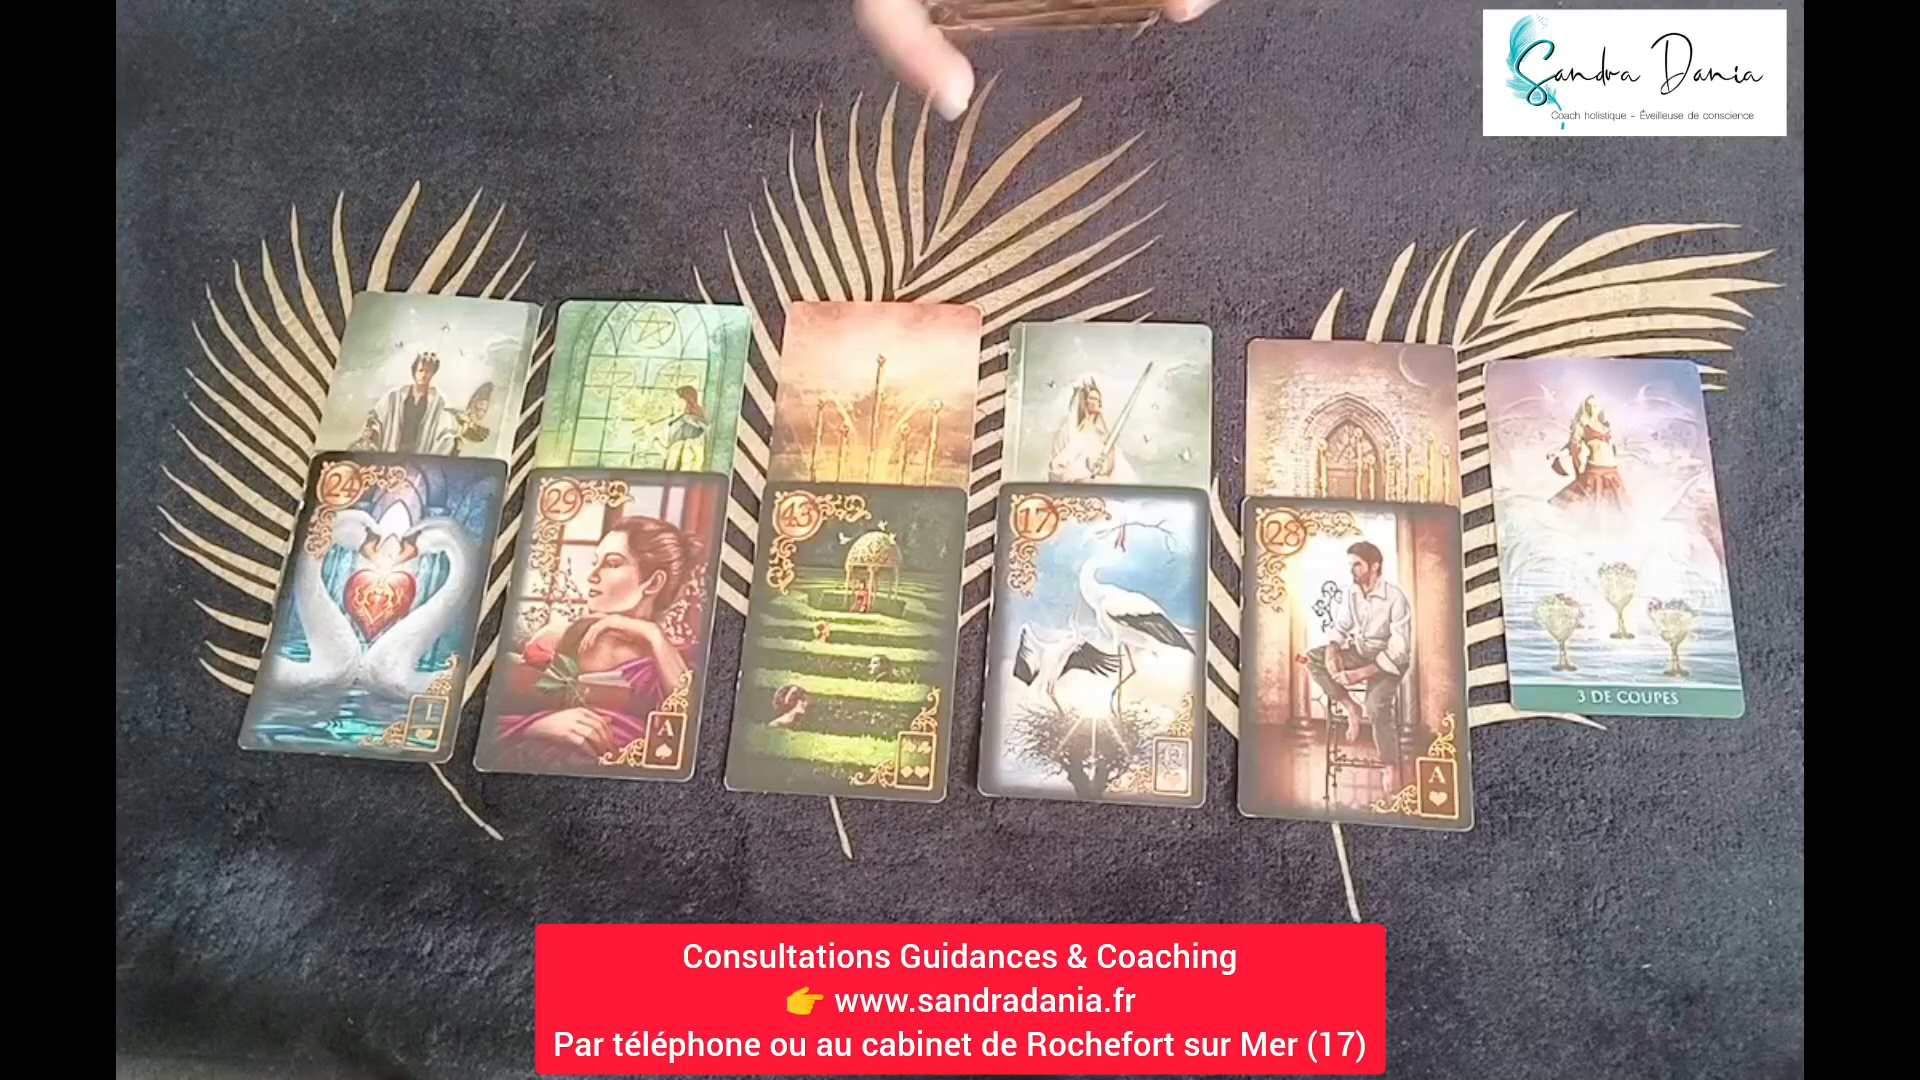 Sandra Dania
Coach holistique - Éveilleuse de conscience
24
29
43
17
28
A
A
3 DE COUPES
Consultations Guidances & Coaching
👉 www.sandradania.fr
Par téléphone ou au cabinet de Rochefort sur Mer (17)